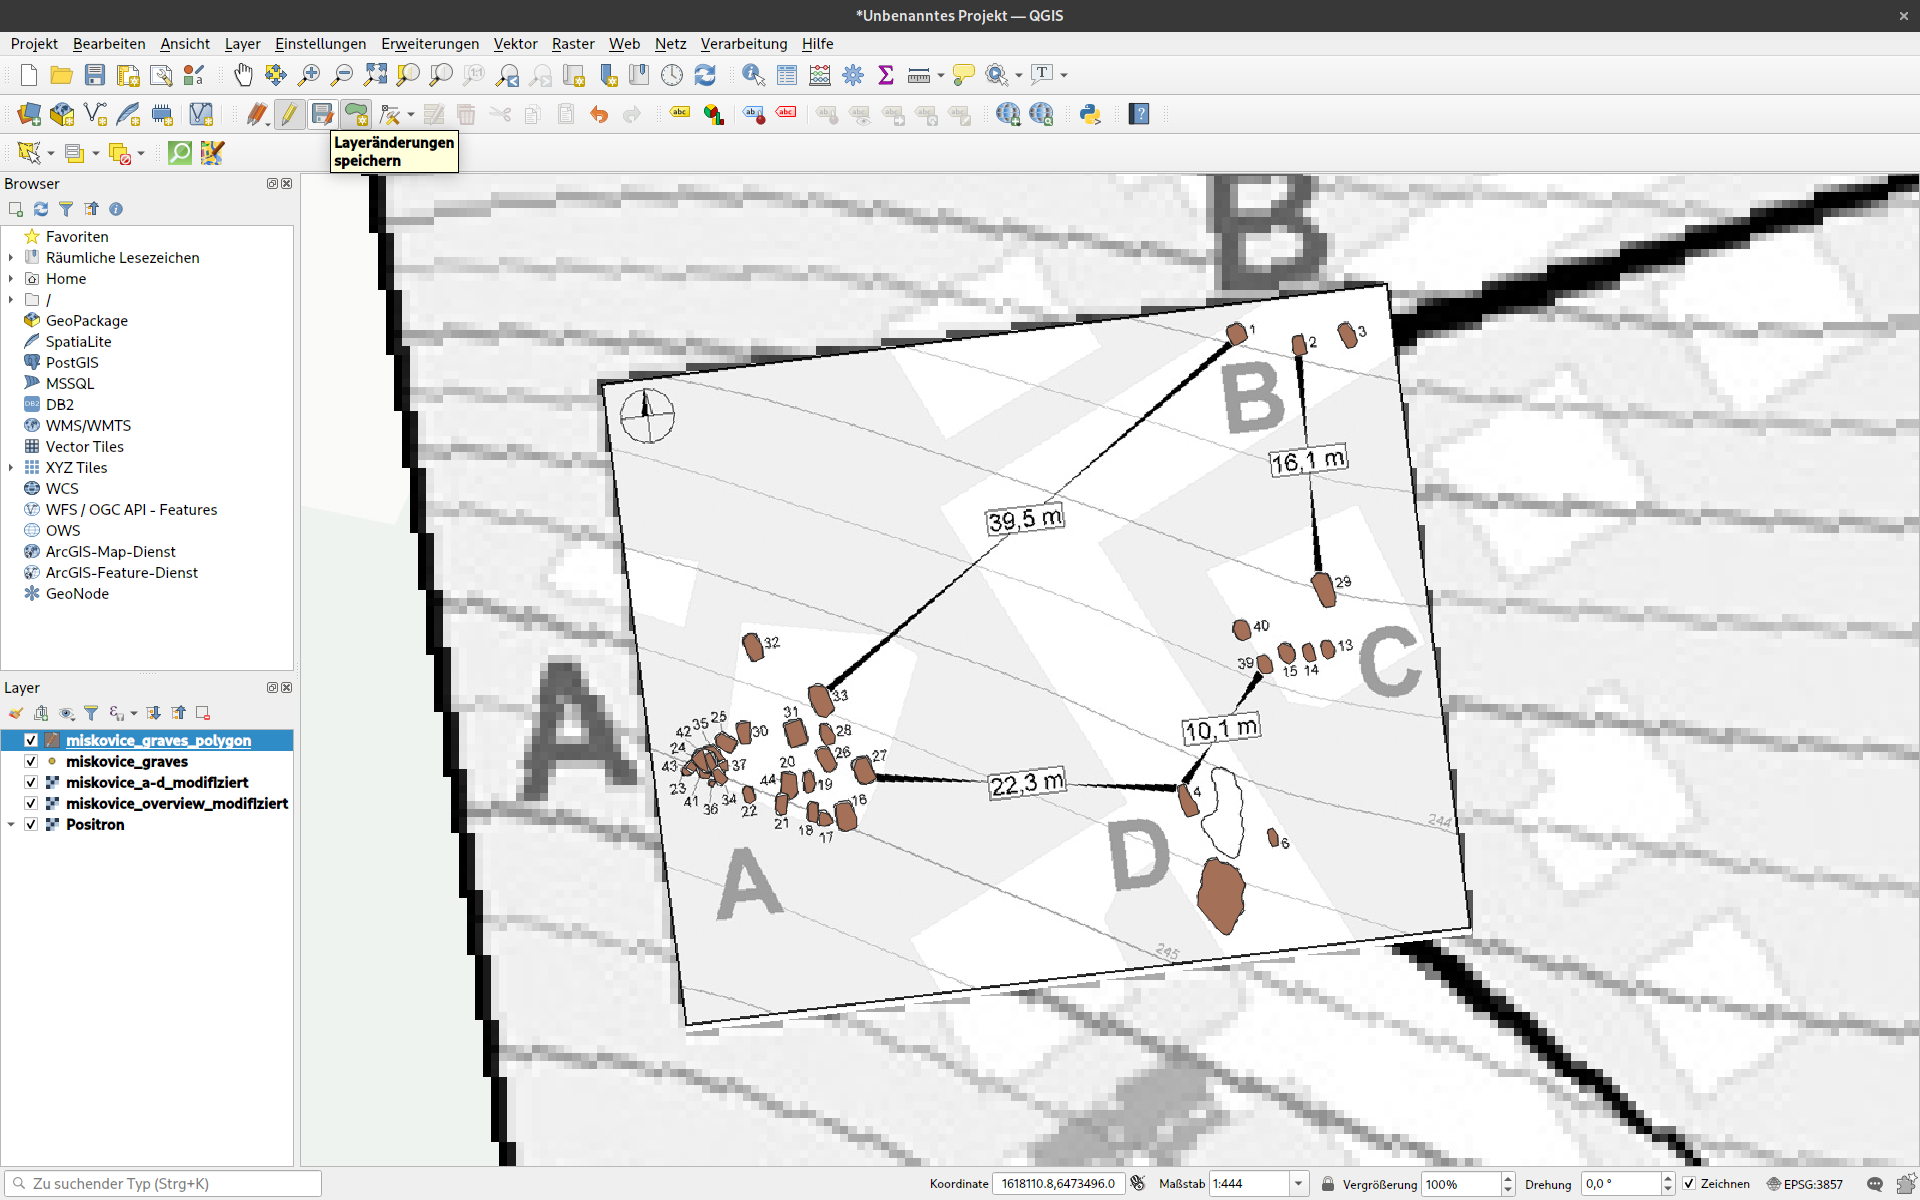 *Unbenanntes Projekt — QGIS
Projekt Bearbeiten Ansicht Layer Einstellungen Erweiterungen Vektor Raster Web Netz Verarbeitung Hilfe
Layeränderungen
speichern
Browser
Favoriten
Räumliche Lesezeichen
Home
/
GeoPackage
SpatiaLite
PostGIS
MSSQL
DB2
WMS/WMTS
Vector Tiles
XYZ Tiles
WCS
WFS / OGC API - Features
OWS
ArcGIS-Map-Dienst
ArcGIS-Feature-Dienst
GeoNode
Layer
miskovice_graves_polygon
miskovice_graves
miskovice_a-d_modifiziert
miskovice_overview_modifiziert
Positron
B
1
2
3
B
16,1 m
39,5 m
29
40
13
39
15
14
C
32
33
A
31
25
35
42
30
28
24
26
27
43
37
20
44
19
23
41
36
34
22
21
18
17
16
10,1 m
22,3 m
4
6
D
A
244
245
Zu suchender Typ (Strg+K)
Koordinate 1618110.8,6473496.0 Maßstab 1:444 Vergrößerung 100% Drehung 0,0 ° Zeichnen EPSG:3857